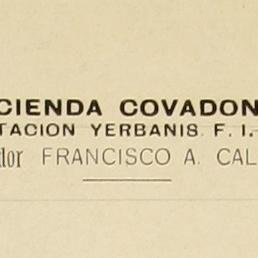 CIENDA COVADON
TACION YERBANIS F. I.
dor FRANCISCO A. CAL